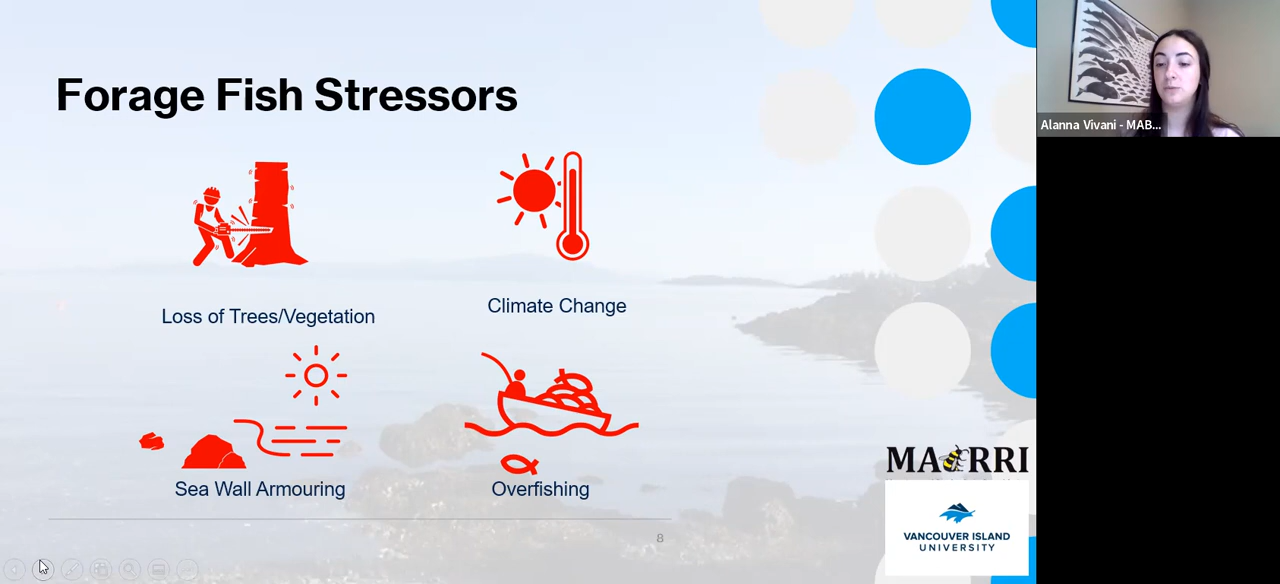 Forage Fish Stressors
Loss of Trees/Vegetation
Climate Change
Sea Wall Armouring
Overfishing
8
MABRRI
VANCOUVER ISLAND
UNIVERSITY
Alanna Vivani - MAB...